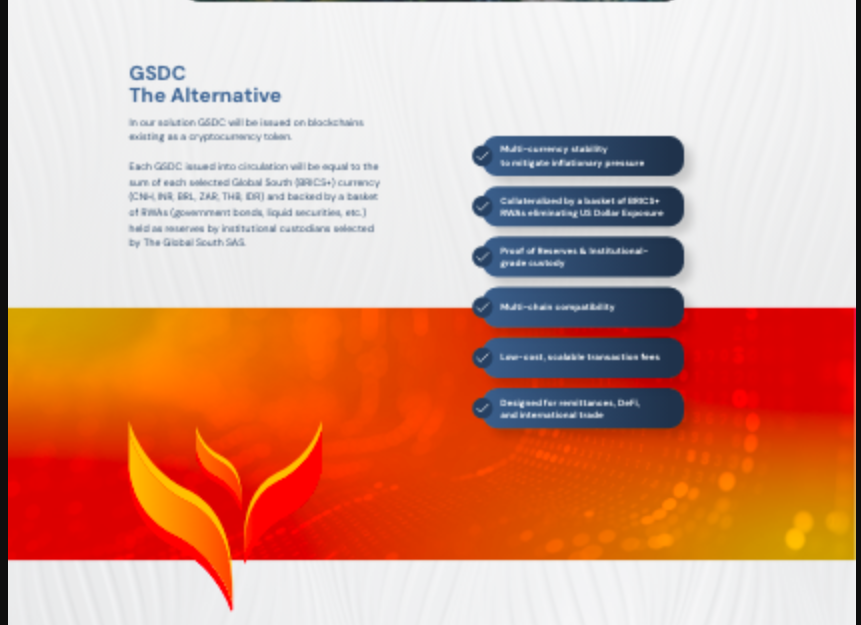 GSDC
The Alternative
In our solution GSDC will be issued on blockchains
existing as a cryptocurrency token.
Each GSDC issued into circulation will be equal to the
sum of each selected Global South (BRICS+) currency
(CNH, INR, BRL, ZAR, THB, IDR) and backed by a basket
of RWAs (government bonds, liquid securities, etc.)
held as reserves by institutional custodians selected
by The Global South SAS.
Multi-currency stability
to mitigate inflationary pressure
Collateralized by a basket of BRICS+
RWAs eliminating US Dollar Exposure
Proof of Reserves & Institutional-
grade custody
Multi-chain compatibility
Low-cost, scalable transaction fees
Designed for remittances, DeFi,
and international trade